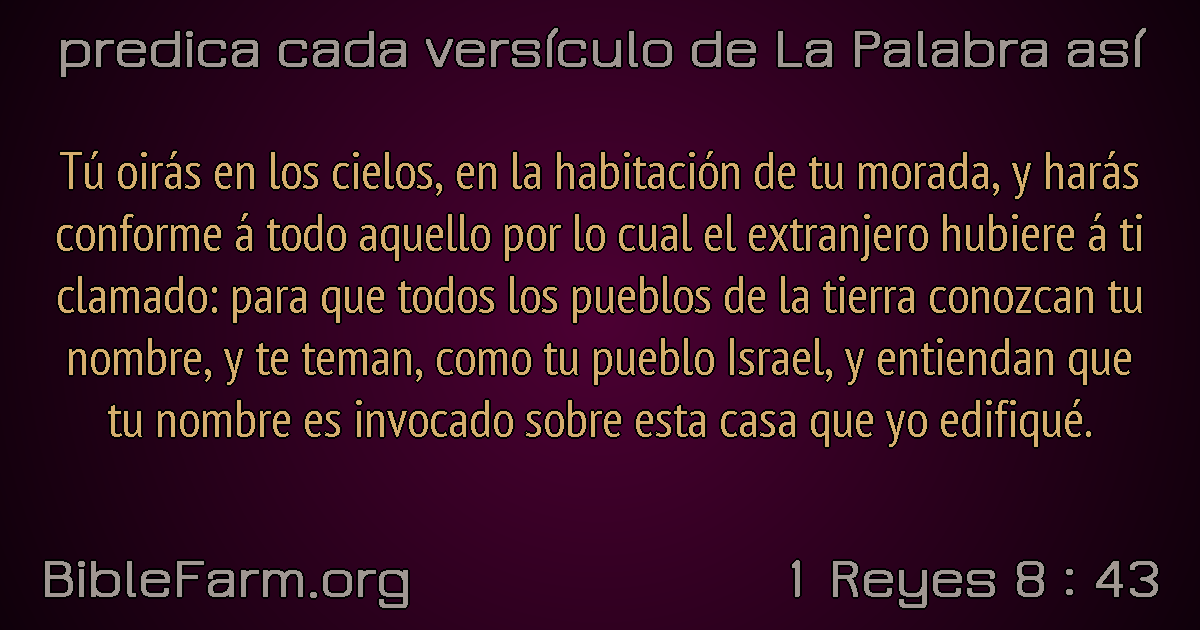 predica cada versículo de La Palabra así
Tú oirás en los cielos, en la habitación de tu morada, y harás
conforme á todo aquello por lo cual el extranjero hubiere á ti
clamado: para que todos los pueblos de la tierra conozcan tu
nombre, y te teman, como tu pueblo Israel, y entiendan que
tu nombre es invocado sobre esta casa que yo edifiqué.
BibleFarm.org
1 Reyes 8 : 43